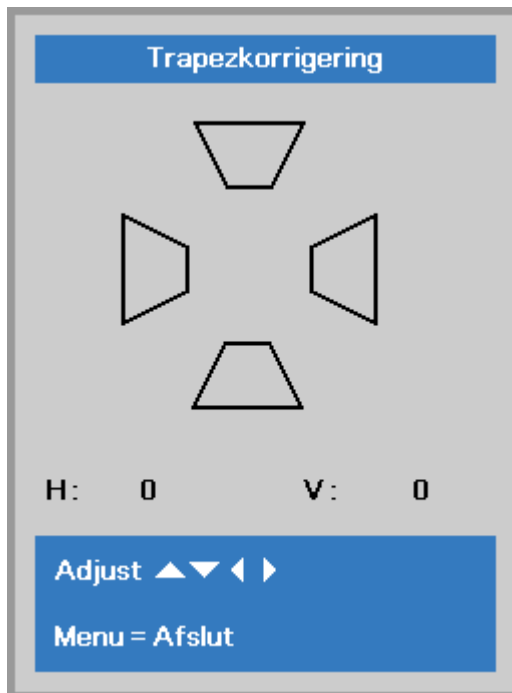 Trapezkorrigering
H: 0 V: 0
Adjust ▲▼◀▶
Menu = Afslut